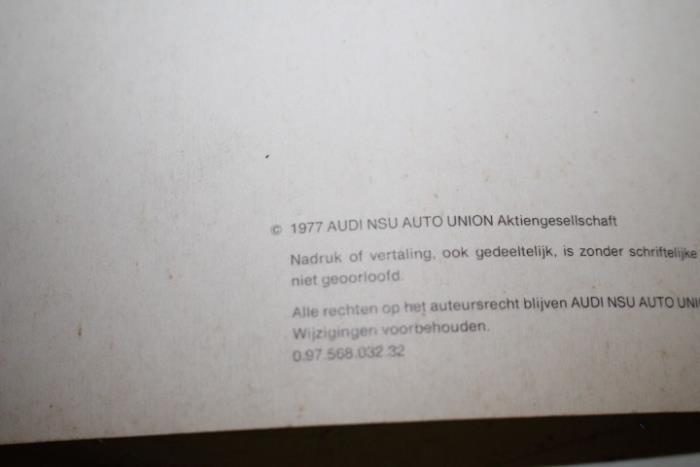 © 1977 AUDI NSU AUTO UNION Aktiengesellschaft
Nadruk of vertaling, ook gedeeltelijk, is zonder schriftelijke
niet geoorloofd.
Alle rechten op het auteursrecht blijven AUDI NSU AUTO UNI
Wijzigingen voorbehouden.
0.97.568.032.32